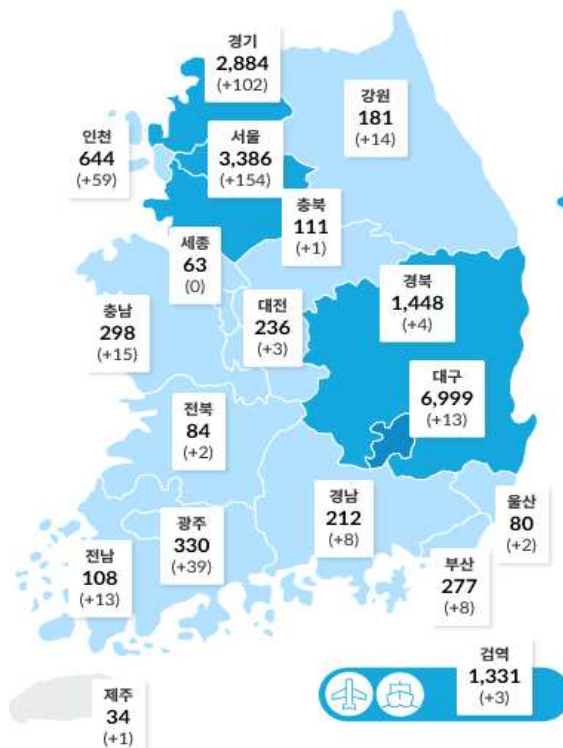 경기
2,884
(+102)
강원
181
(+14)
인천
644
(+59)
서울
3,386
(+154)
충북
111
(+1)
세종
63
(0)
경북
1,448
(+4)
대전
236
(+3)
충남
298
(+15)
대구
6,999
(+13)
전북
84
(+2)
경남
212
(+8)
울산
80
(+2)
광주
330
(+39)
전남
108
(+13)
부산
277
(+8)
검역
1,331
(+3)
제주
34
(+1)